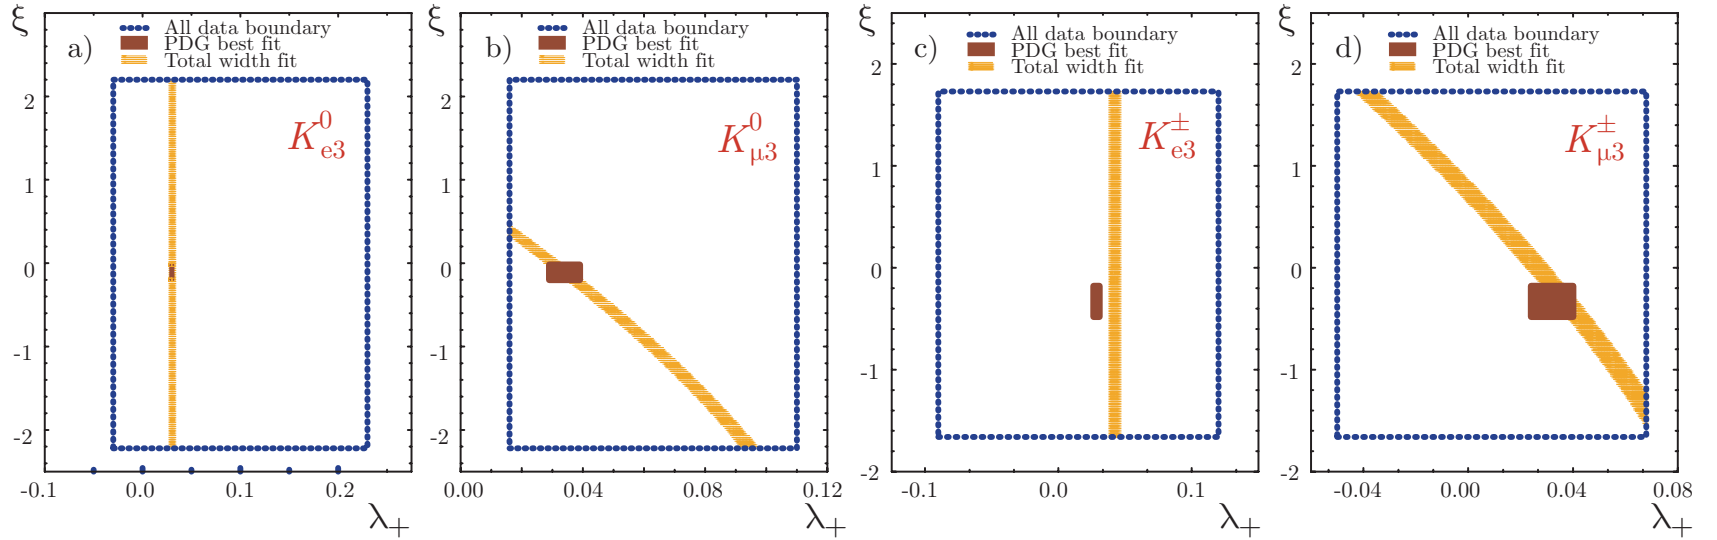 ξ
a)
All data boundary
PDG best fit
Total width fit
K⁰e3
2
1
0
-1
-2
-0.1
0.0
0.1
0.2
λ+
ξ
b)
All data boundary
PDG best fit
Total width fit
K⁰μ3
2
1
0
-1
-2
0.00
0.04
0.08
0.12
λ+
ξ
c)
All data boundary
PDG best fit
Total width fit
K±e3
2
1
0
-1
-2
-0.1
0.0
0.1
λ+
ξ
d)
All data boundary
PDG best fit
Total width fit
K±μ3
2
1
0
-1
-2
-0.04
0.00
0.04
0.08
λ+